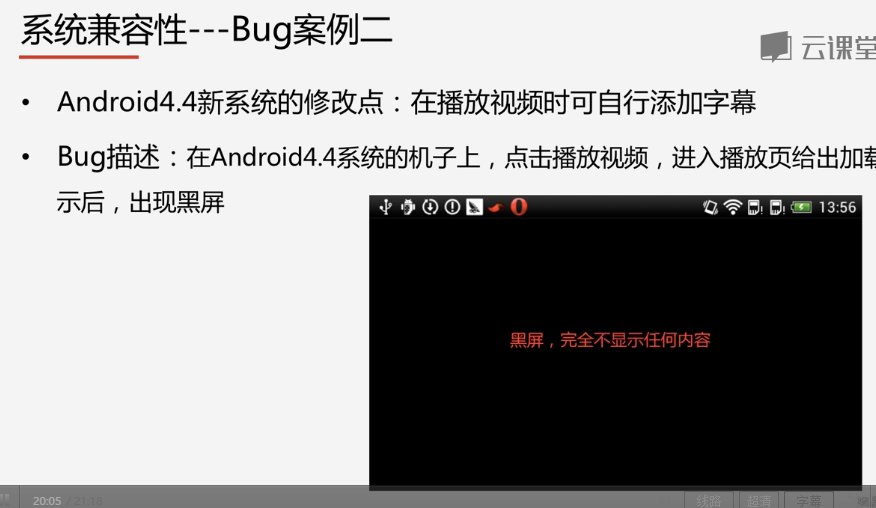 系统兼容性---Bug案例二
云课堂
• Android4.4新系统的修改点：在播放视频时可自行添加字幕
• Bug描述：在Android4.4系统的机子上，点击播放视频，进入播放页给出加载
示后，出现黑屏
13:56
黑屏，完全不显示任何内容
20:05 / 21:18
线路 超清 字幕